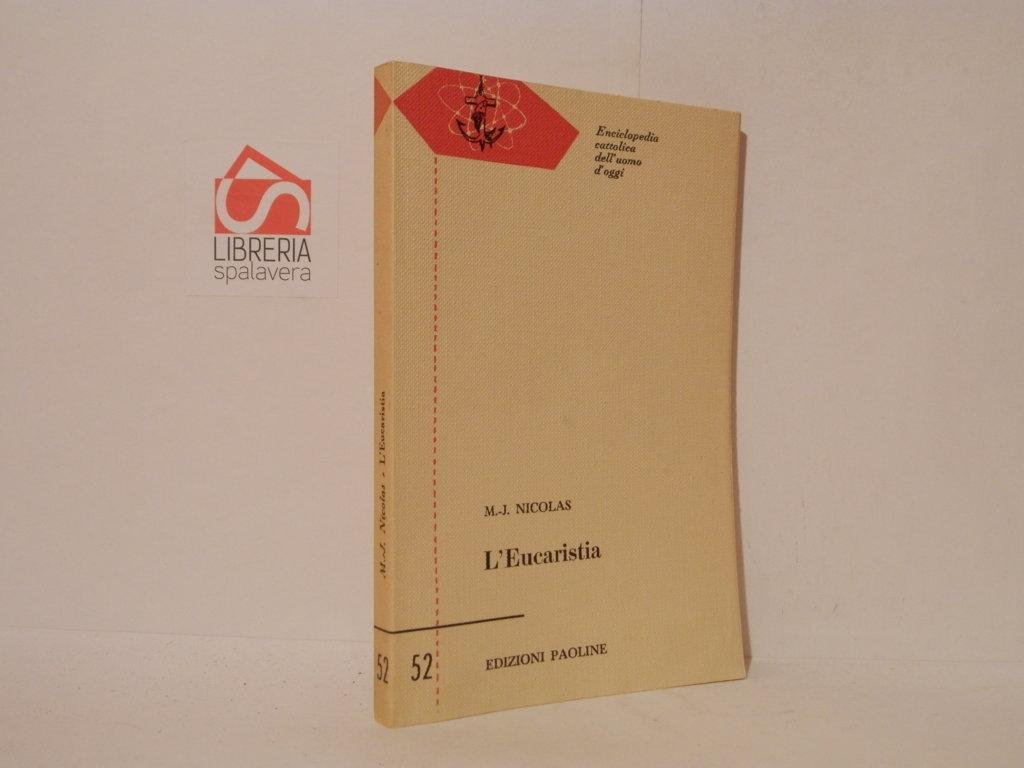 LIBRERIA
spalavera
M.-J. Nicolas - L'Eucaristia
52
Enciclopedia
cattolica
dell'uomo
d'oggi
M.-J. NICOLAS
L'Eucaristia
52
EDIZIONI PAOLINE